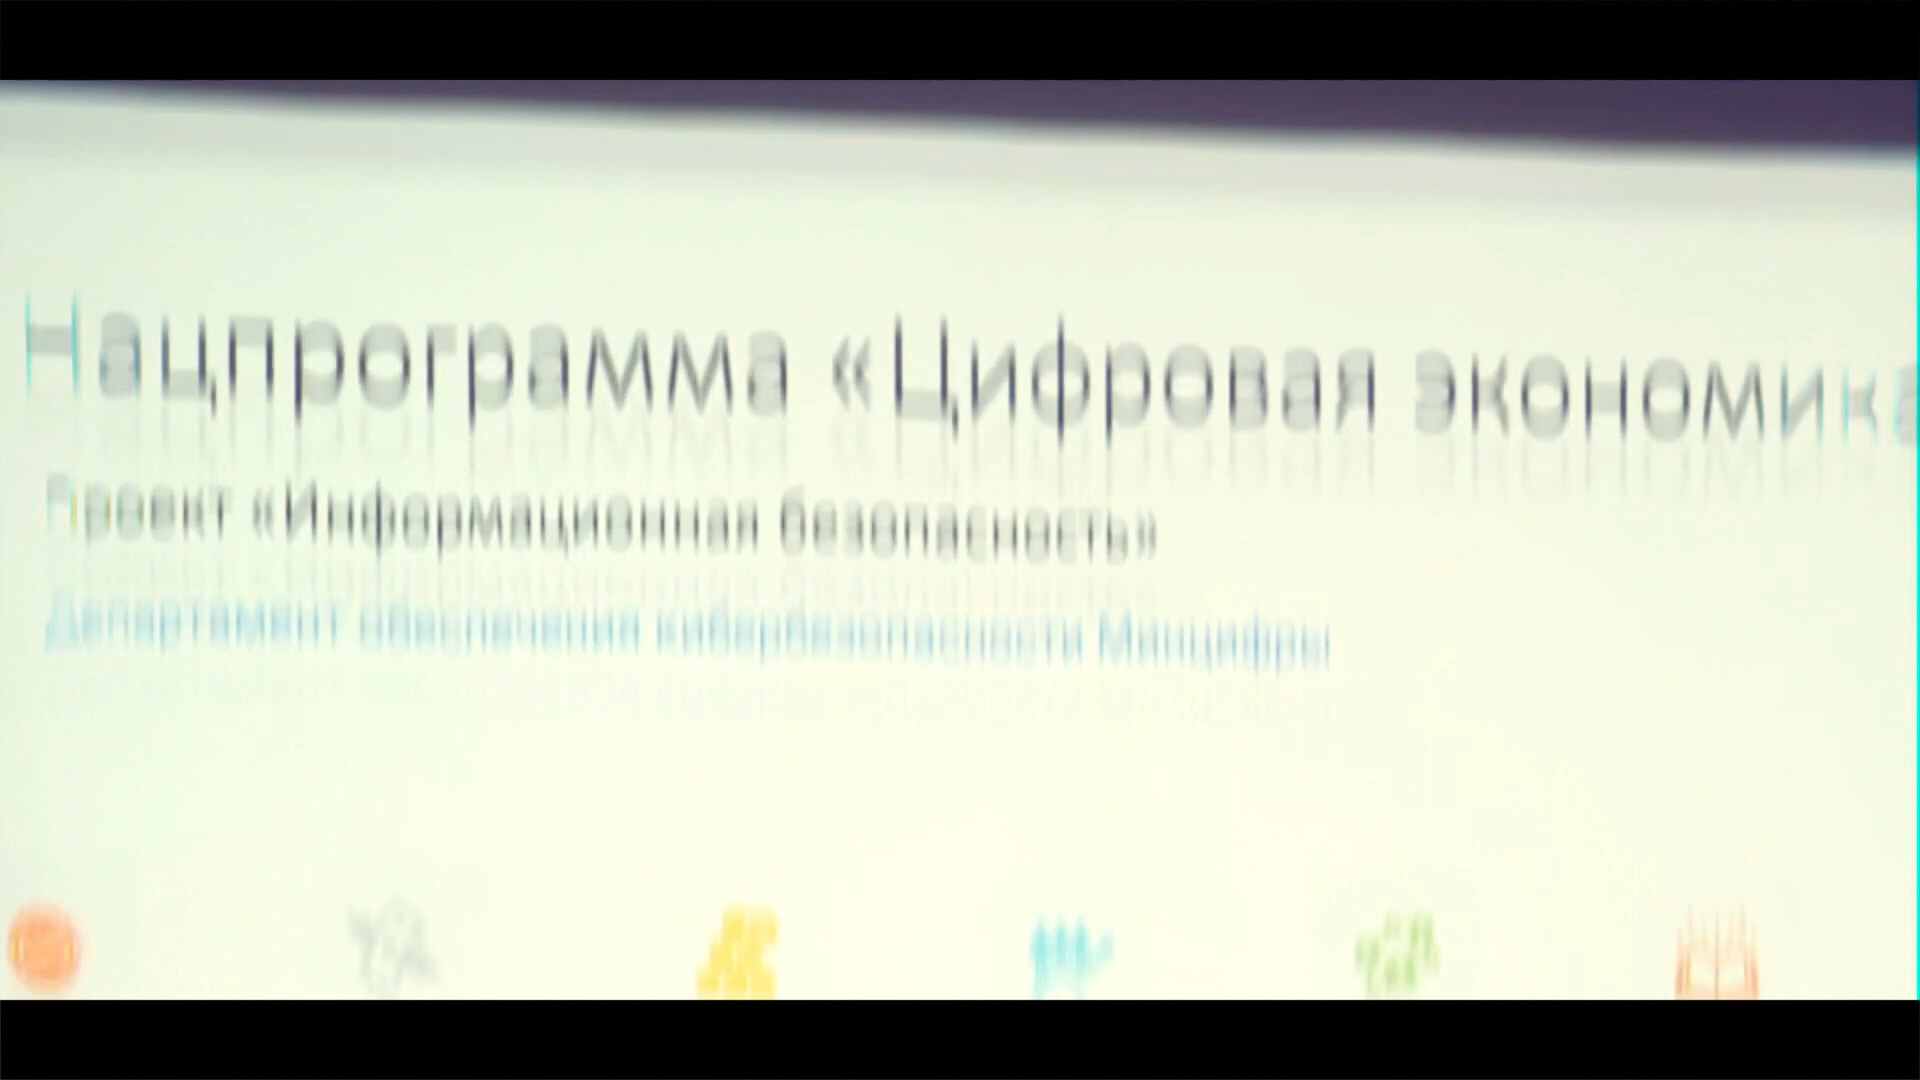 Нацпрограмма «Цифровая экономика
Проект «Информационная безопасность»
Департамент обеспечения кибербезопасности Минцифры